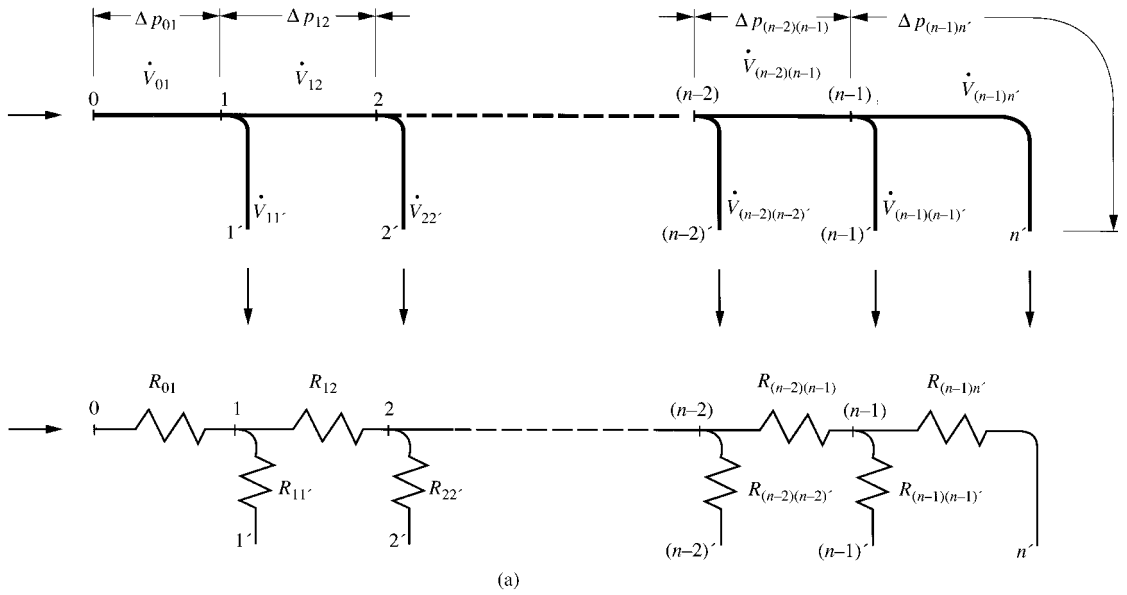 Δp₀₁ Δp₁₂ Δp₍ₙ₋₂₎₍ₙ₋₁₎ Δp₍ₙ₋₁₎ₙ´
V̇₀₁ V̇₁₂ V̇₍ₙ₋₂₎₍ₙ₋₁₎ V̇₍ₙ₋₁₎ₙ´
0 1 2 (n–2) (n–1)
V̇₁₁´ V̇₂₂´ V̇₍ₙ₋₂₎₍ₙ₋₂₎´ V̇₍ₙ₋₁₎₍ₙ₋₁₎´
1´ 2´ (n–2)´ (n–1)´ n´
R₀₁ R₁₂ R₍ₙ₋₂₎₍ₙ₋₁₎ R₍ₙ₋₁₎ₙ´
0 1 2 (n–2) (n–1)
R₁₁´ R₂₂´ R₍ₙ₋₂₎₍ₙ₋₂₎´ R₍ₙ₋₁₎₍ₙ₋₁₎´
1´ 2´ (n–2)´ (n–1)´ n´
(a)